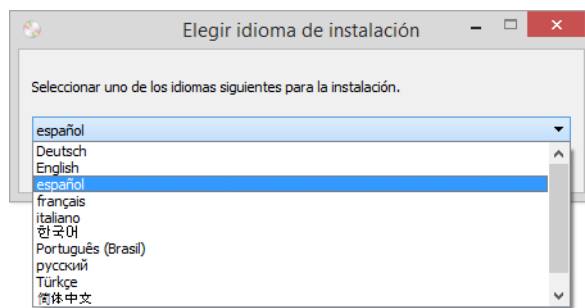 Elegir idioma de instalación
Seleccionar uno de los idiomas siguientes para la instalación.
español
Deutsch
English
español
français
italiano
한국어
Português (Brasil)
русский
Türkçe
简体中文